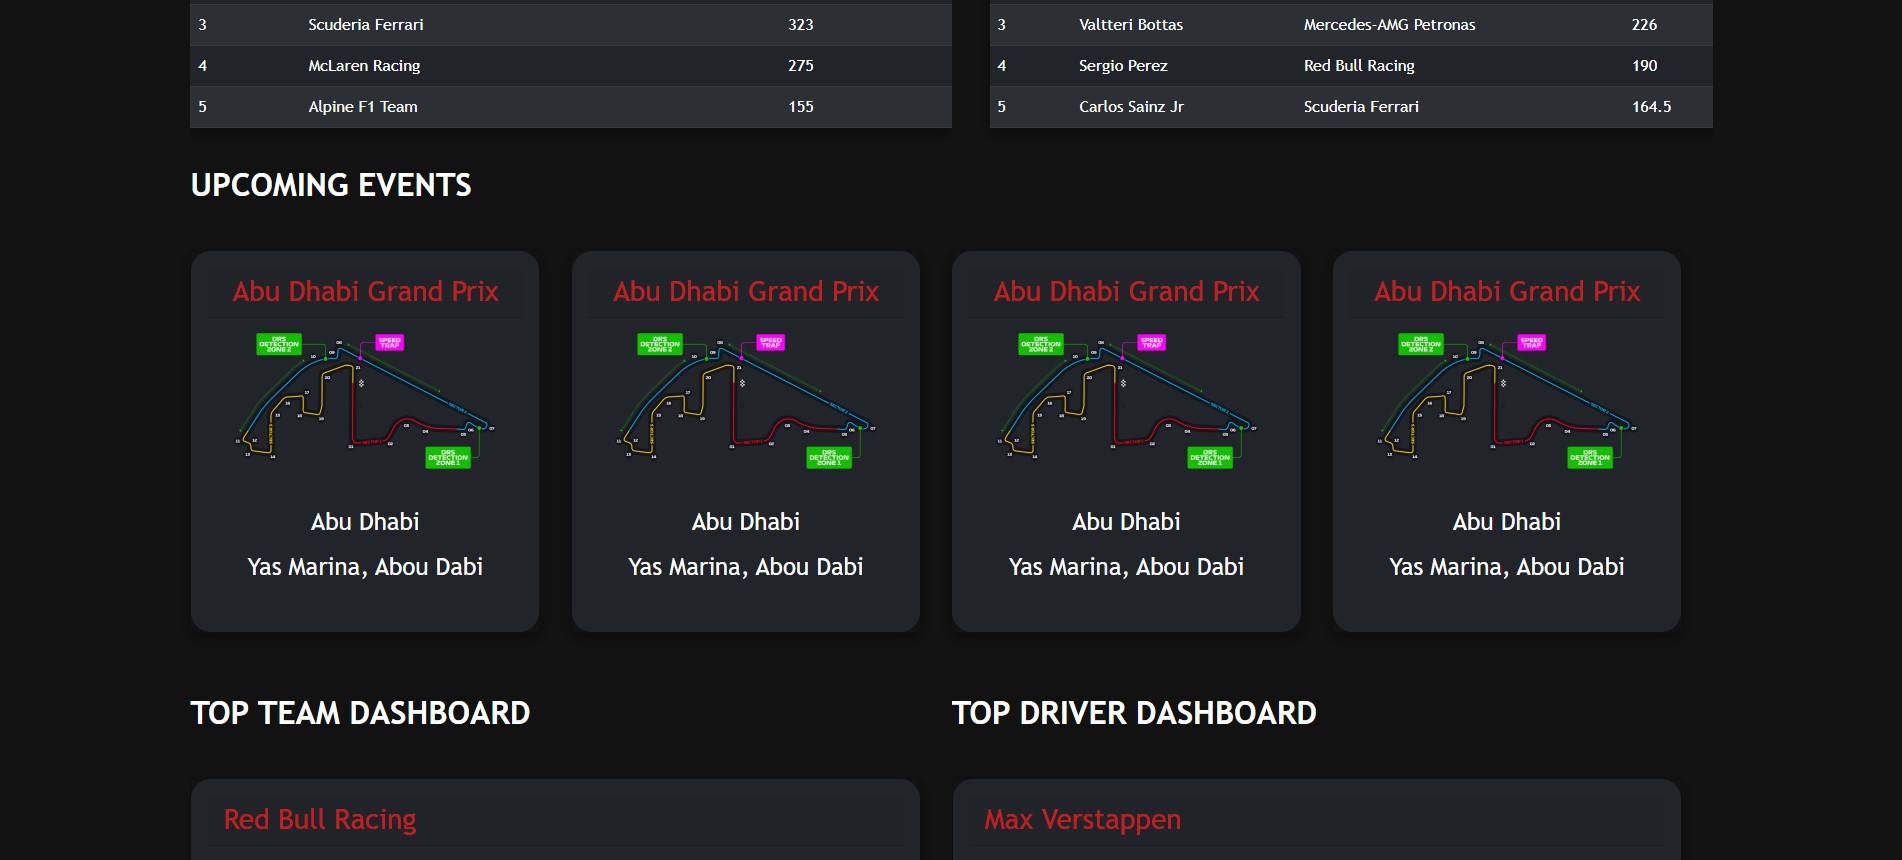 3 Scuderia Ferrari 323
4 McLaren Racing 275
5 Alpine F1 Team 155
3 Valtteri Bottas Mercedes-AMG Petronas 226
4 Sergio Perez Red Bull Racing 190
5 Carlos Sainz Jr Scuderia Ferrari 164.5
UPCOMING EVENTS
Abu Dhabi Grand Prix
DRS
DETECTION
ZONE 2
SPEED
TRAP
DRS
DETECTION
ZONE 1
Abu Dhabi
Yas Marina, Abou Dabi
Abu Dhabi Grand Prix
DRS
DETECTION
ZONE 2
SPEED
TRAP
DRS
DETECTION
ZONE 1
Abu Dhabi
Yas Marina, Abou Dabi
Abu Dhabi Grand Prix
DRS
DETECTION
ZONE 2
SPEED
TRAP
DRS
DETECTION
ZONE 1
Abu Dhabi
Yas Marina, Abou Dabi
Abu Dhabi Grand Prix
DRS
DETECTION
ZONE 2
SPEED
TRAP
DRS
DETECTION
ZONE 1
Abu Dhabi
Yas Marina, Abou Dabi
TOP TEAM DASHBOARD
Red Bull Racing
TOP DRIVER DASHBOARD
Max Verstappen